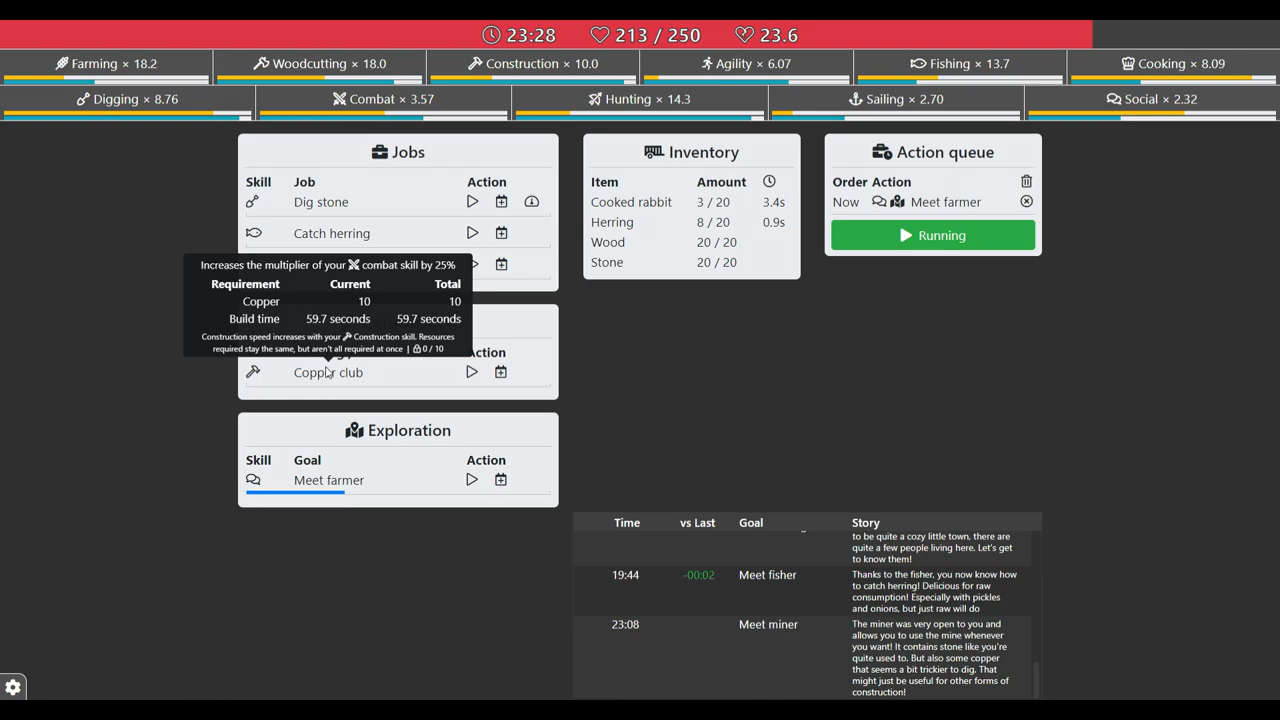 23:28 213 / 250 23.6
Farming × 18.2 Woodcutting × 18.0 Construction × 10.0 Agility × 6.07 Fishing × 13.7 Cooking × 8.09
Digging × 8.76 Combat × 3.57 Hunting × 14.3 Sailing × 2.70 Social × 2.32
Jobs
Skill Job Action
Dig stone
Catch herring
Increases the multiplier of your combat skill by 25%
Requirement Current Total
Copper 10 10
Build time 59.7 seconds 59.7 seconds
Construction speed increases with your Construction skill. Resources
required stay the same, but aren't all required at once | 0 / 10
Action
Copper club
Exploration
Skill Goal Action
Meet farmer
Inventory
Item Amount
Cooked rabbit 3 / 20 3.4s
Herring 8 / 20 0.9s
Wood 20 / 20
Stone 20 / 20
Action queue
Order Action
Now Meet farmer
Running
Time vs Last Goal Story
to be quite a cozy little town, there are
quite a few people living here. Let's get
to know them!
19:44 -00:02 Meet fisher Thanks to the fisher, you now know how
to catch herring! Delicious for raw
consumption! Especially with pickles
and onions, but just raw will do
23:08 Meet miner The miner was very open to you and
allows you to use the mine whenever
you want! It contains stone like you're
quite used to. But also some copper
that seems a bit trickier to dig. That
might just be useful for other forms of
construction!